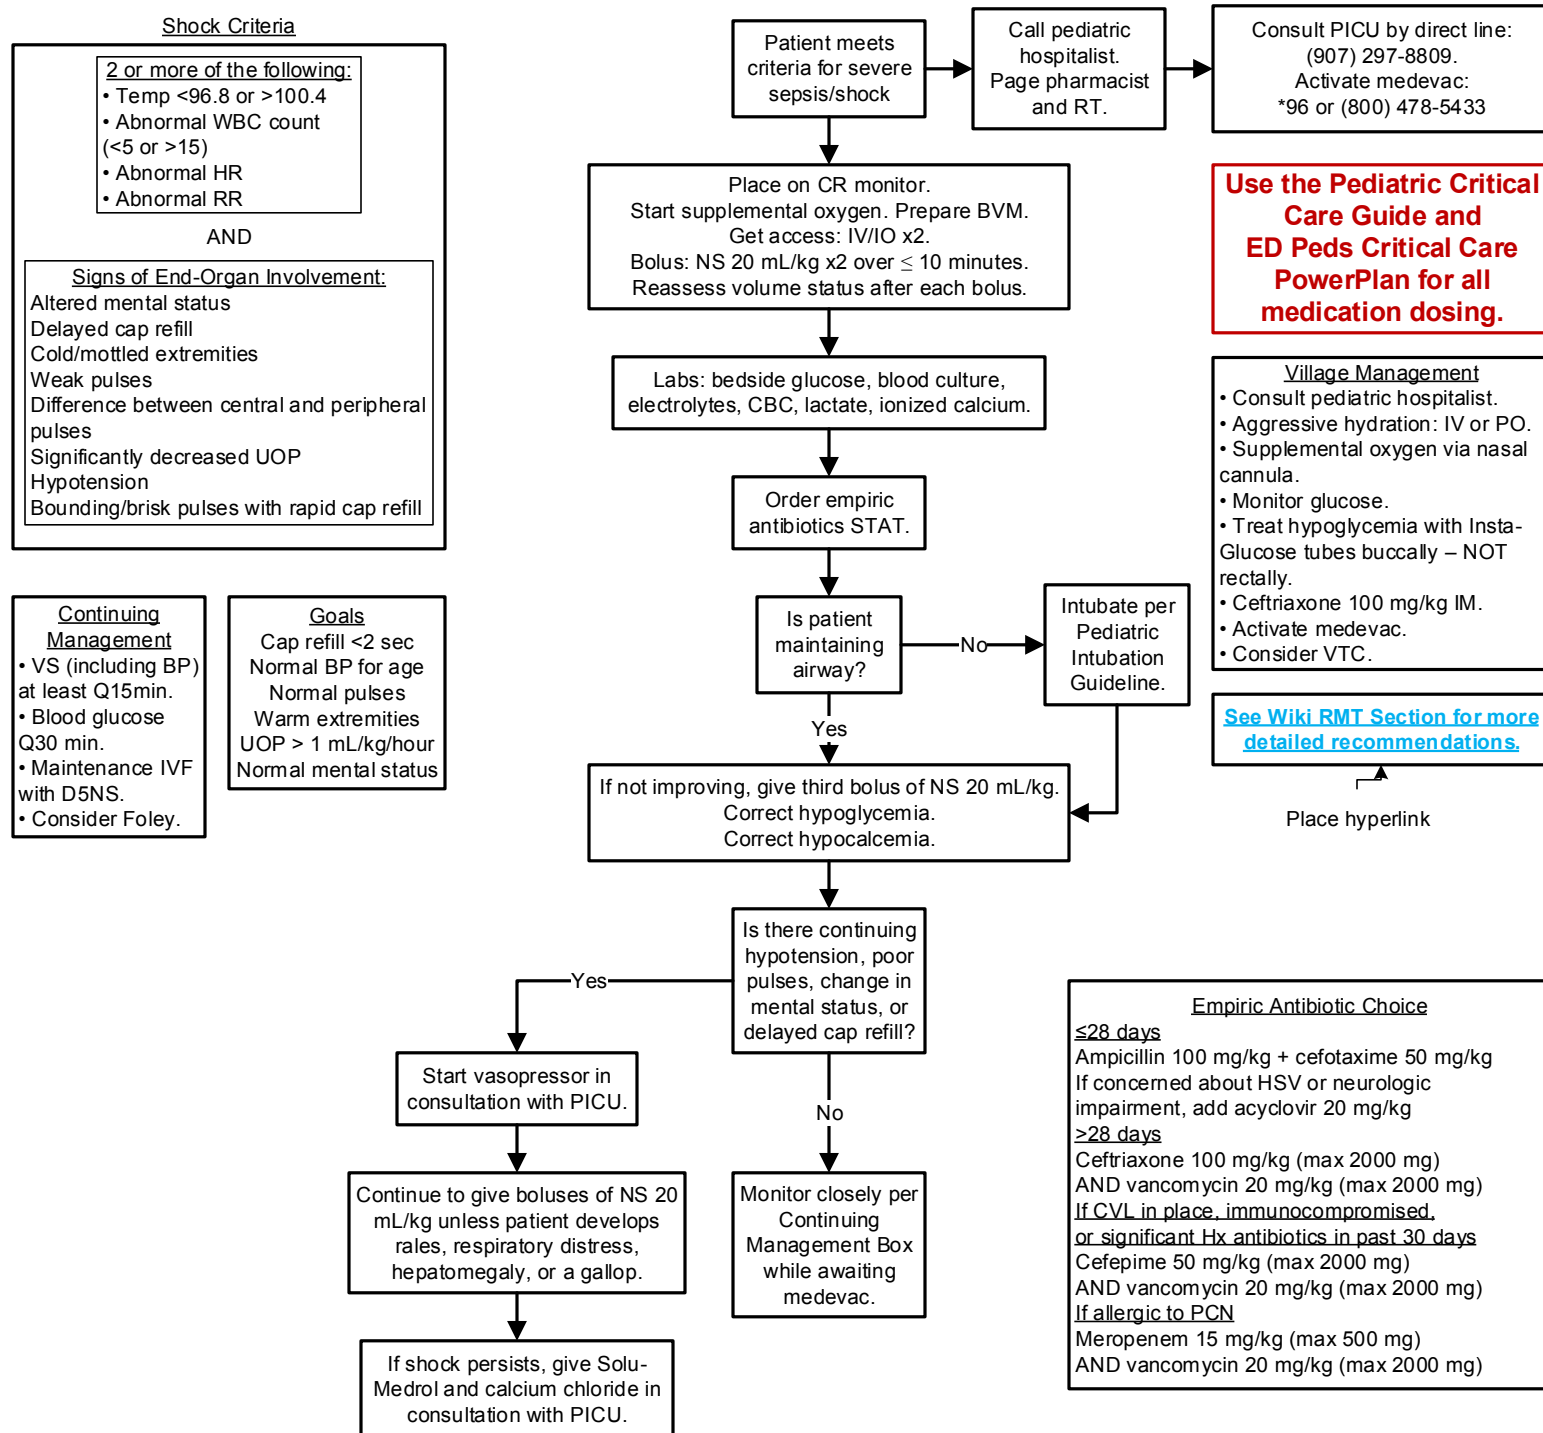 Shock Criteria
2 or more of the following:
• Temp <96.8 or >100.4
• Abnormal WBC count
(<5 or >15)
• Abnormal HR
• Abnormal RR
AND
Signs of End-Organ Involvement:
Altered mental status
Delayed cap refill
Cold/mottled extremities
Weak pulses
Difference between central and peripheral
pulses
Significantly decreased UOP
Hypotension
Bounding/brisk pulses with rapid cap refill
Continuing
Management
• VS (including BP)
at least Q15min.
• Blood glucose
Q30 min.
• Maintenance IVF
with D5NS.
• Consider Foley.
Goals
Cap refill <2 sec
Normal BP for age
Normal pulses
Warm extremities
UOP > 1 mL/kg/hour
Normal mental status
Patient meets
criteria for severe
sepsis/shock
Call pediatric
hospitalist.
Page pharmacist
and RT.
Consult PICU by direct line:
(907) 297-8809.
Activate medevac:
*96 or (800) 478-5433
Place on CR monitor.
Start supplemental oxygen. Prepare BVM.
Get access: IV/IO x2.
Bolus: NS 20 mL/kg x2 over ≤ 10 minutes.
Reassess volume status after each bolus.
Labs: bedside glucose, blood culture,
electrolytes, CBC, lactate, ionized calcium.
Order empiric
antibiotics STAT.
Is patient
maintaining
airway?
No
Intubate per
Pediatric
Intubation
Guideline.
Yes
If not improving, give third bolus of NS 20 mL/kg.
Correct hypoglycemia.
Correct hypocalcemia.
Is there continuing
hypotension, poor
pulses, change in
mental status, or
delayed cap refill?
Yes
Start vasopressor in
consultation with PICU.
Continue to give boluses of NS 20
mL/kg unless patient develops
rales, respiratory distress,
hepatomegaly, or a gallop.
If shock persists, give Solu-
Medrol and calcium chloride in
consultation with PICU.
No
Monitor closely per
Continuing
Management Box
while awaiting
medevac.
Use the Pediatric Critical
Care Guide and
ED Peds Critical Care
PowerPlan for all
medication dosing.
Village Management
• Consult pediatric hospitalist.
• Aggressive hydration: IV or PO.
• Supplemental oxygen via nasal
cannula.
• Monitor glucose.
• Treat hypoglycemia with Insta-
Glucose tubes buccally – NOT
rectally.
• Ceftriaxone 100 mg/kg IM.
• Activate medevac.
• Consider VTC.
See Wiki RMT Section for more
detailed recommendations.
Place hyperlink
Empiric Antibiotic Choice
≤28 days
Ampicillin 100 mg/kg + cefotaxime 50 mg/kg
If concerned about HSV or neurologic
impairment, add acyclovir 20 mg/kg
>28 days
Ceftriaxone 100 mg/kg (max 2000 mg)
AND vancomycin 20 mg/kg (max 2000 mg)
If CVL in place, immunocompromised,
or significant Hx antibiotics in past 30 days
Cefepime 50 mg/kg (max 2000 mg)
AND vancomycin 20 mg/kg (max 2000 mg)
If allergic to PCN
Meropenem 15 mg/kg (max 500 mg)
AND vancomycin 20 mg/kg (max 2000 mg)